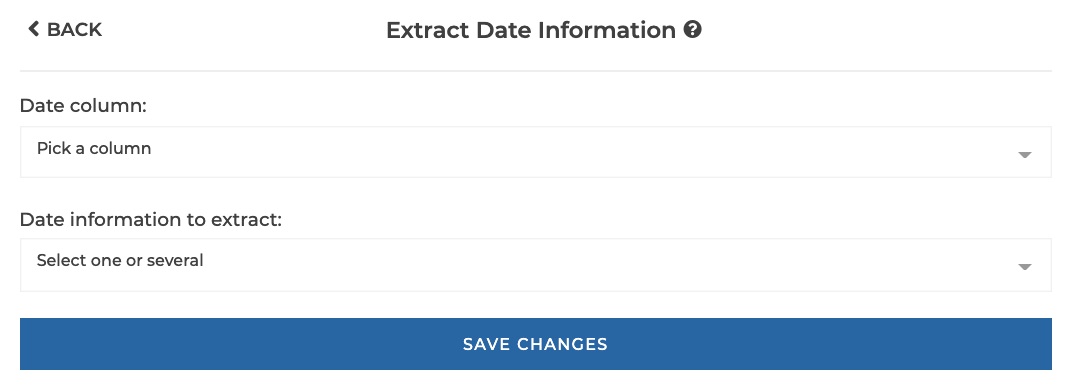 BACK
Extract Date Information
Date column:
Pick a column
Date information to extract:
Select one or several
SAVE CHANGES